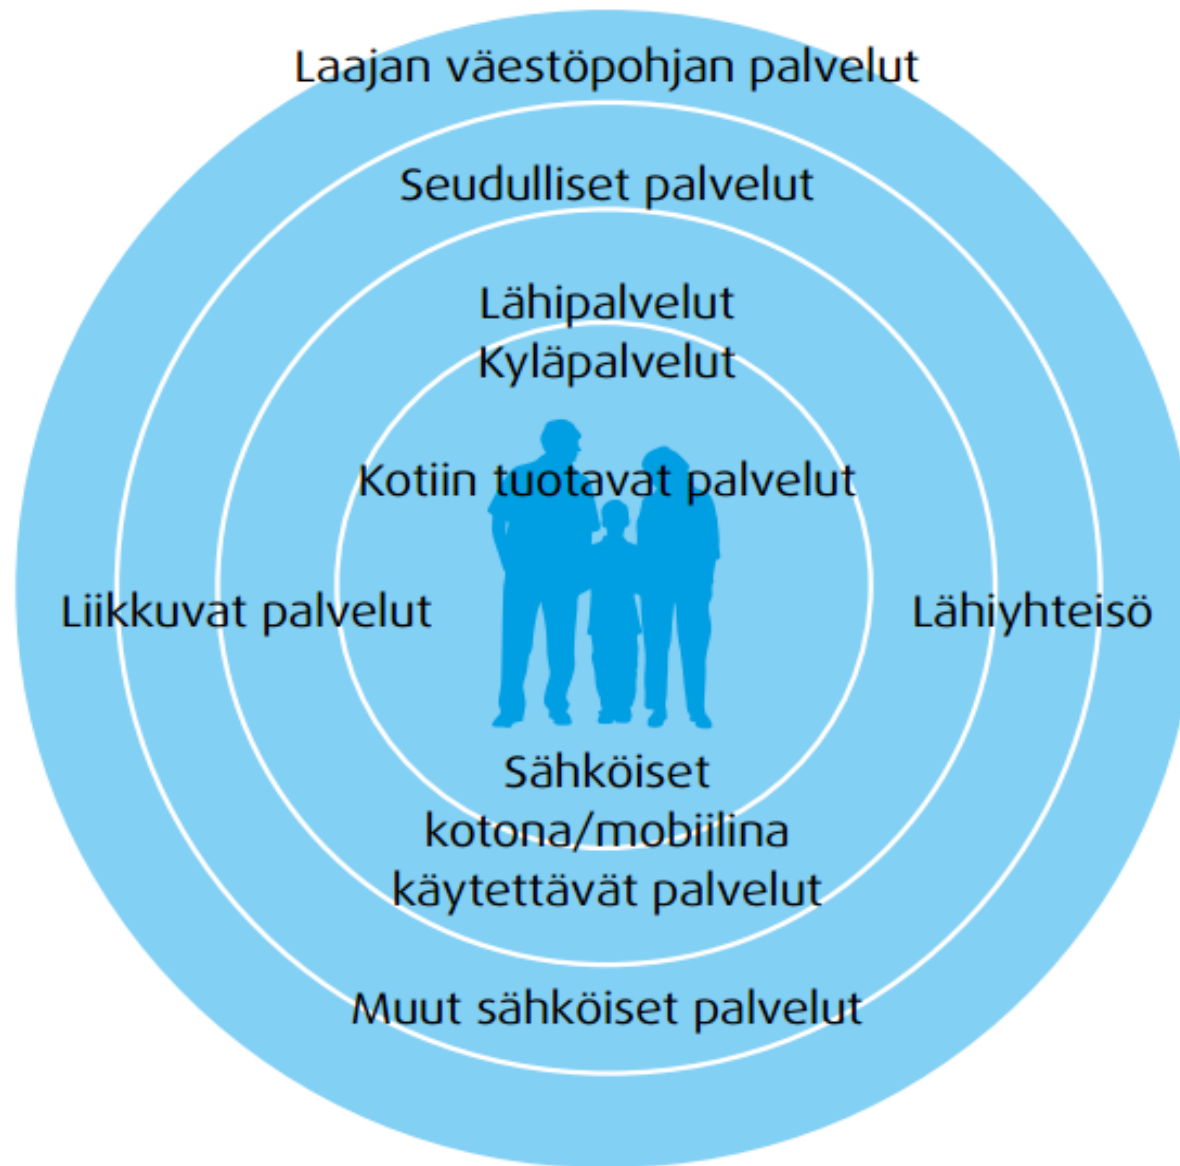 Laajan väestöpohjan palvelut
Seudulliset palvelut
Lähipalvelut
Kyläpalvelut
Kotiin tuotavat palvelut
Liikkuvat palvelut
Lähiyhteisö
Sähköiset
kotona/mobiilina
käytettävät palvelut
Muut sähköiset palvelut